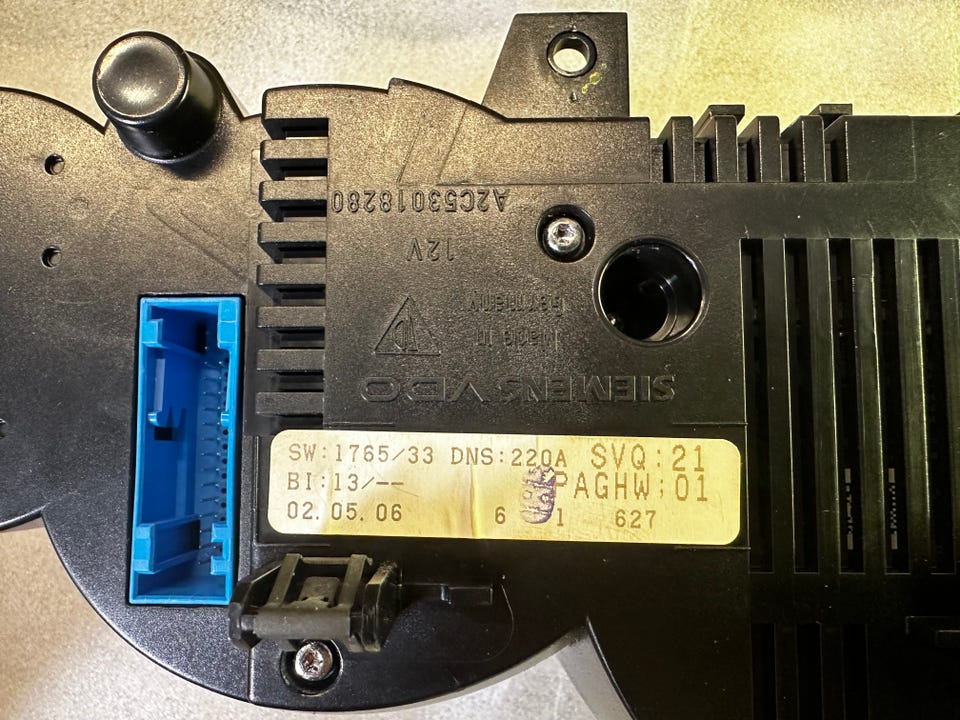 A2C53018280
12V
Made in
Germany
SIEMENS VDO
SW:1765/33 DNS:220A SVQ:21
BI:13/-- PAGHW:01
02.05.06 6 1 627